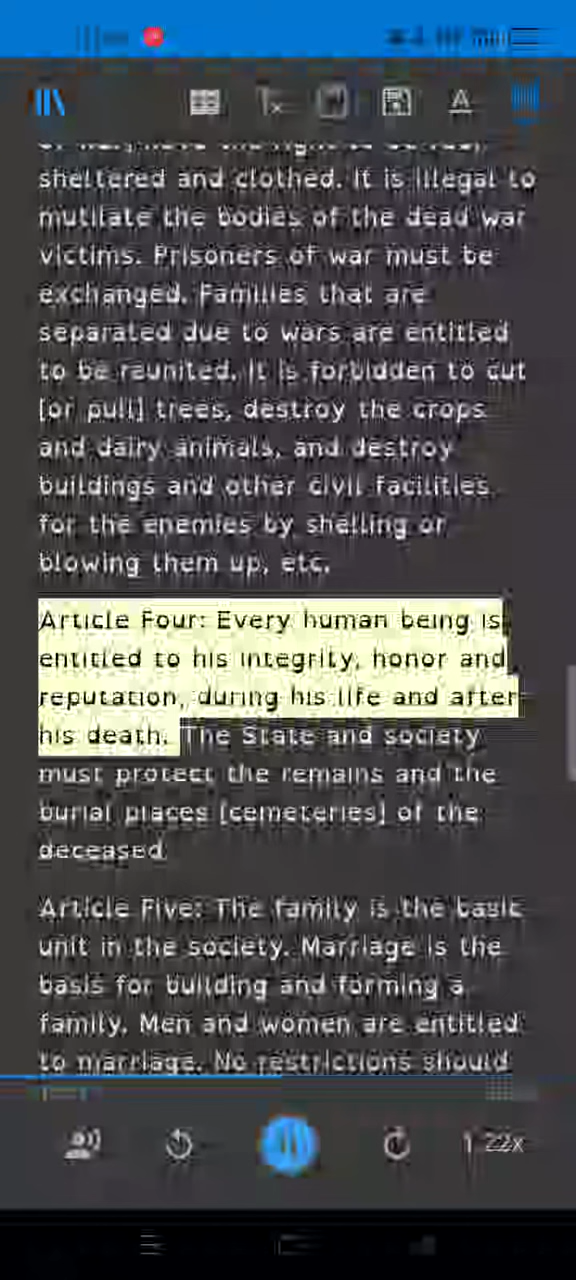 sheltered and clothed. It is illegal to
mutilate the bodies of the dead war
victims. Prisoners of war must be
exchanged. Families that are
separated due to wars are entitled
to be reunited. It is forbidden to cut
[or pull] trees, destroy the crops
and dairy animals, and destroy
buildings and other civil facilities
for the enemies by shelling or
blowing them up, etc.
Article Four: Every human being is
entitled to his integrity, honor and
reputation, during his life and after
his death. The State and society
must protect the remains and the
burial places [cemeteries] of the
deceased
Article Five: The family is the basic
unit in the society. Marriage is the
basis for building and forming a
family. Men and women are entitled
to marriage. No restrictions should
1.22x